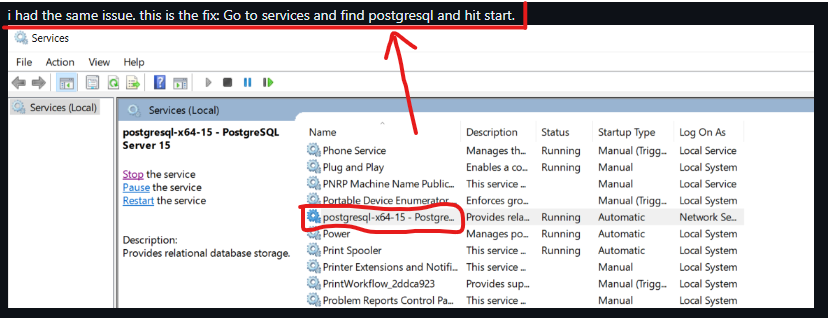 i had the same issue. this is the fix: Go to services and find postgresql and hit start.
Services
File Action View Help
Services (Local)
Services (Local)
postgresql-x64-15 - PostgreSQL
Server 15
Stop the service
Pause the service
Restart the service
Description:
Provides relational database storage.
Name Description Status Startup Type Log On As
Phone Service Manages th... Running Manual (Trigg... Local Service
Plug and Play Enables a co... Running Manual Local System
PNRP Machine Name Public... This service ... Manual Local Service
Portable Device Enumerator Enforces gro... Manual (Trigg... Local System
postgresql-x64-15 - Postgre... Provides rela... Running Automatic Network Se...
Power Manages po... Running Automatic Local System
Print Spooler This service ... Running Automatic Local System
Printer Extensions and Notifi... This service ... Manual Local System
PrintWorkflow_2ddca923 Provides sup... Manual (Trigg... Local System
Problem Reports Control Pa... This service ... Manual Local System